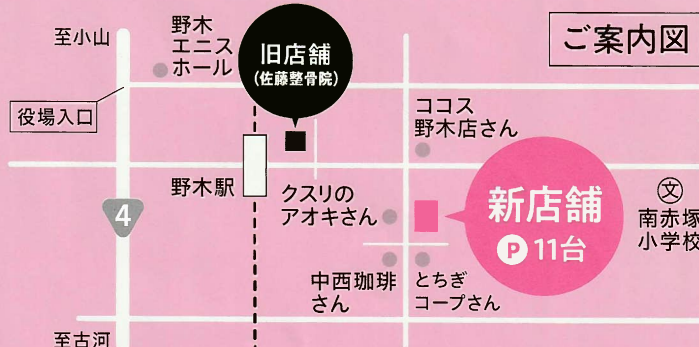 ご案内図
至小山
野木
エニス
ホール
旧店舗
(佐藤整骨院)
役場入口
ココス
野木店さん
野木駅
クスリの
アオキさん
4
新店舗
P 11台
文
南赤塚
小学校
中西珈琲
さん
とちぎ
コープさん
至古河